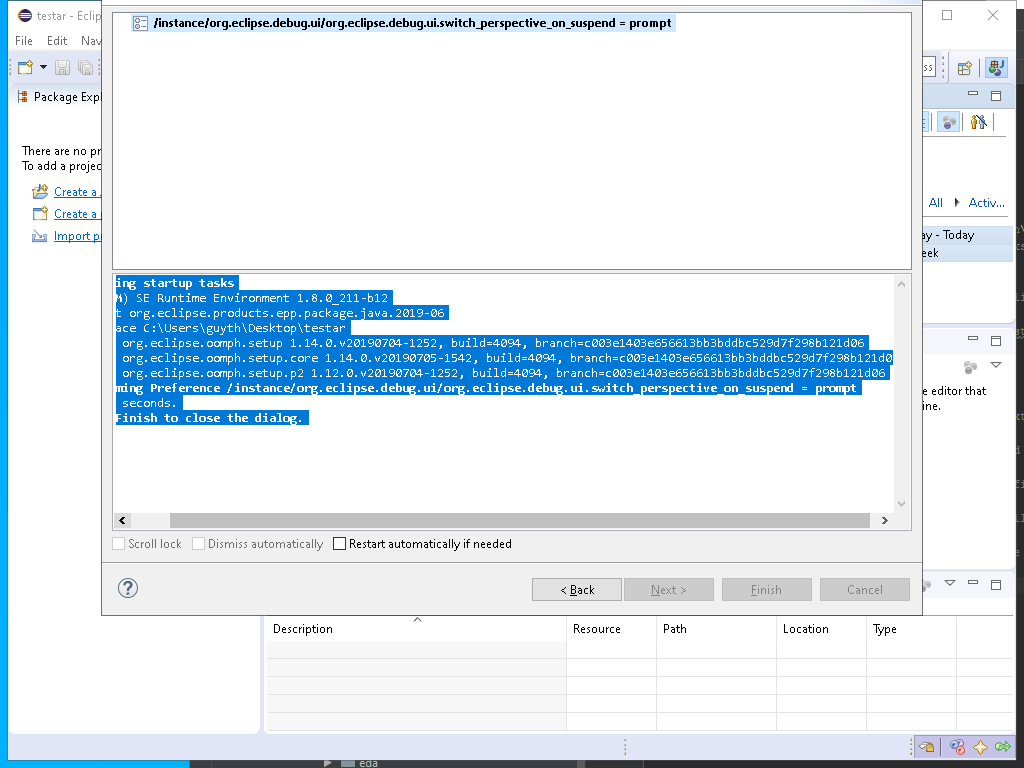 testar - Eclip
/instance/org.eclipse.debug.ui/org.eclipse.debug.ui.switch_perspective_on_suspend = prompt
File Edit Nav
ss
Package Expl
There are no pr
To add a projec
Create a
Create a
Import p
All Activ...
ay - Today
eek
ing startup tasks
M) SE Runtime Environment 1.8.0_211-b12
t org.eclipse.products.epp.package.java.2019-06
ace C:\Users\guyth\Desktop\testar
org.eclipse.oomph.setup 1.14.0.v20190704-1252, build=4094, branch=c003e1403e656613bb3bddbc529d7f298b121d06
org.eclipse.oomph.setup.core 1.14.0.v20190705-1542, build=4094, branch=c003e1403e656613bb3bddbc529d7f298b121d0
org.eclipse.oomph.setup.p2 1.12.0.v20190704-1252, build=4094, branch=c003e1403e656613bb3bddbc529d7f298b121d06
ming Preference /instance/org.eclipse.debug.ui/org.eclipse.debug.ui.switch_perspective_on_suspend = prompt
seconds.
Finish to close the dialog.
e editor that
ine.
Scroll lock Dismiss automatically Restart automatically if needed
< Back Next > Finish Cancel
Description Resource Path Location Type
eda